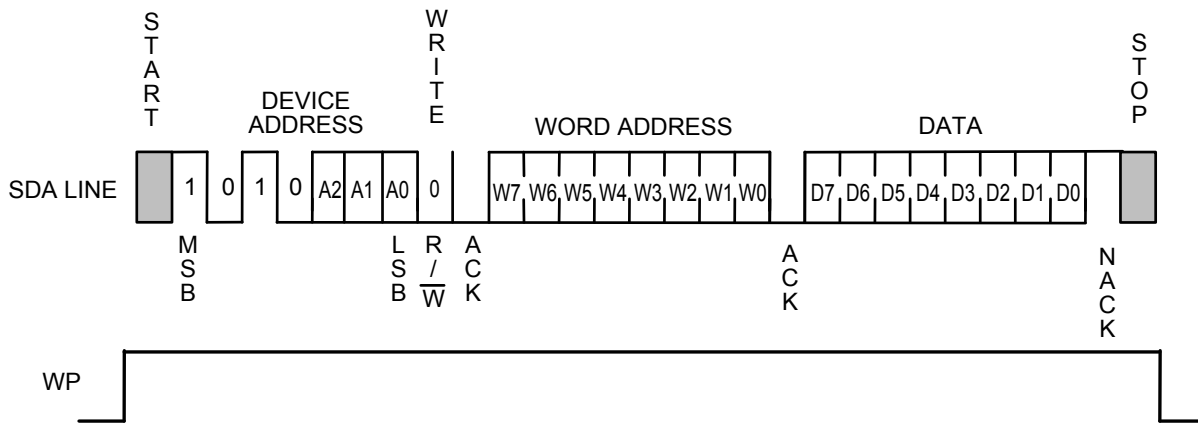 START
WRITE
STOP
DEVICE
ADDRESS
WORD ADDRESS
DATA
SDA LINE
1 0 1 0 A2 A1 A0 0 W7 W6 W5 W4 W3 W2 W1 W0 D7 D6 D5 D4 D3 D2 D1 D0
MSB
LSB
R/W
ACK
ACK
NACK
WP